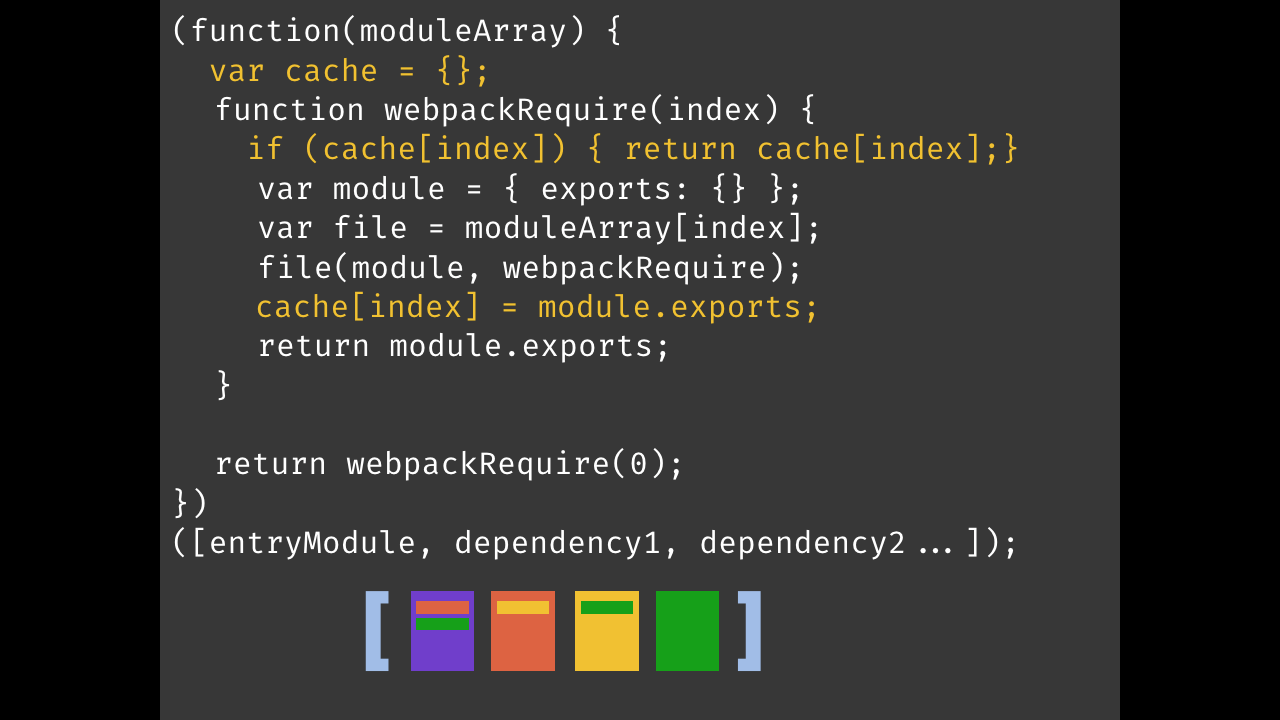 (function(moduleArray) {
var cache = {};
function webpackRequire(index) {
if (cache[index]) { return cache[index];}
var module = { exports: {} };
var file = moduleArray[index];
file(module, webpackRequire);
cache[index] = module.exports;
return module.exports;
}
return webpackRequire(0);
})
([entryModule, dependency1, dependency2...]);
[ ]